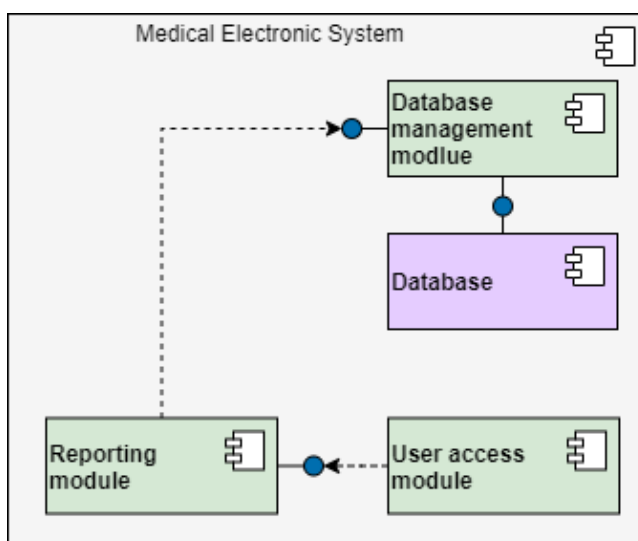 Medical Electronic System
Database
management
modlue
Database
Reporting
module
User access
module